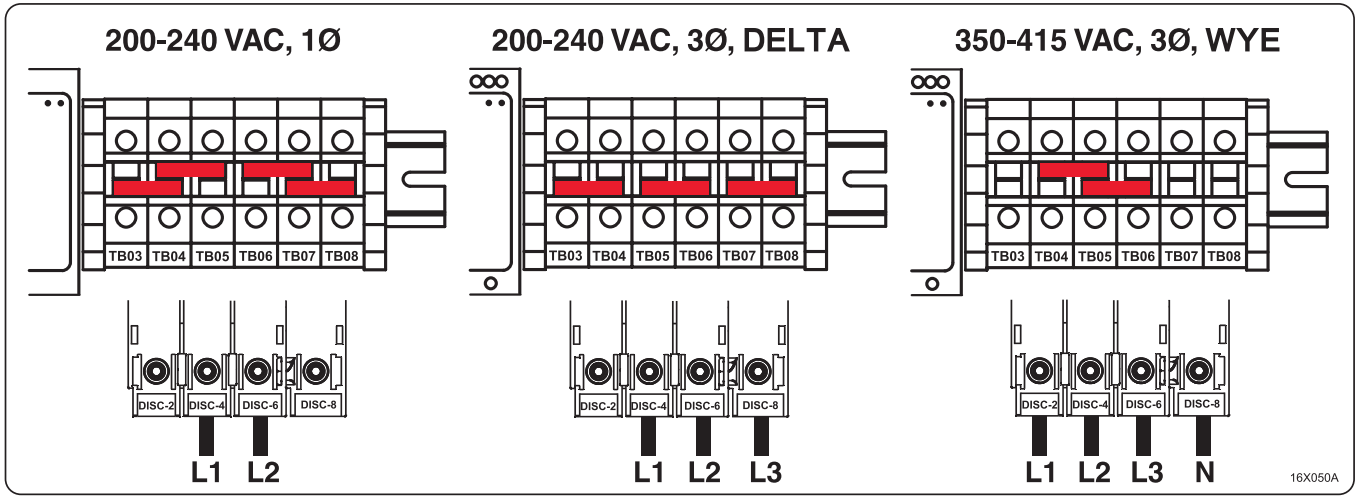 200-240 VAC, 1Ø
TB03 TB04 TB05 TB06 TB07 TB08
DISC-2 DISC-4 DISC-6 DISC-8
L1 L2
200-240 VAC, 3Ø, DELTA
TB03 TB04 TB05 TB06 TB07 TB08
DISC-2 DISC-4 DISC-6 DISC-8
L1 L2 L3
350-415 VAC, 3Ø, WYE
TB03 TB04 TB05 TB06 TB07 TB08
DISC-2 DISC-4 DISC-6 DISC-8
L1 L2 L3 N
16X050A